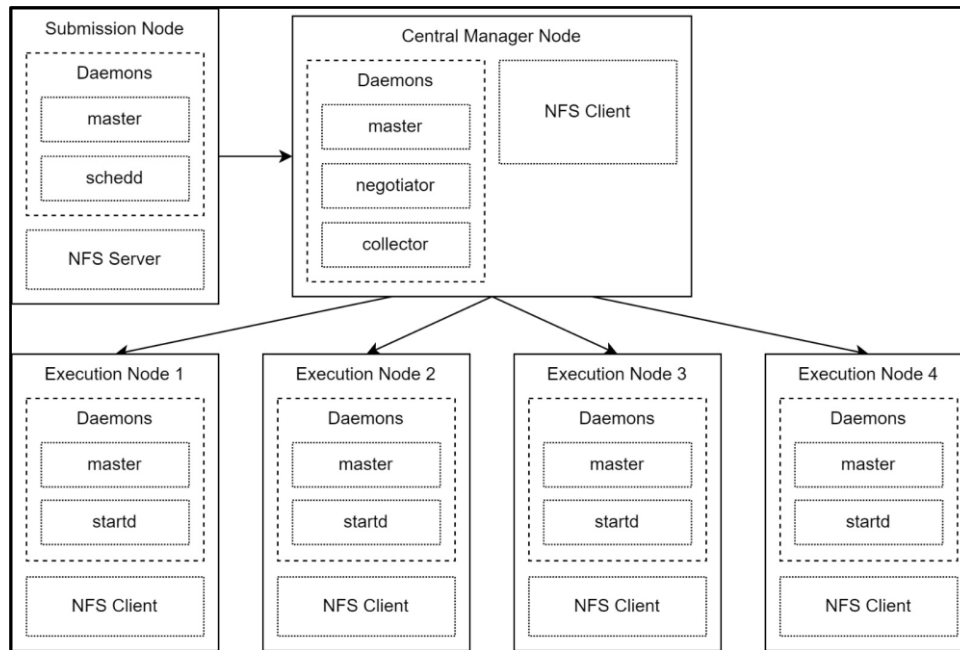 Submission Node
Daemons
master
schedd
NFS Server
Central Manager Node
Daemons
master
negotiator
collector
NFS Client
Execution Node 1
Daemons
master
startd
NFS Client
Execution Node 2
Daemons
master
startd
NFS Client
Execution Node 3
Daemons
master
startd
NFS Client
Execution Node 4
Daemons
master
startd
NFS Client